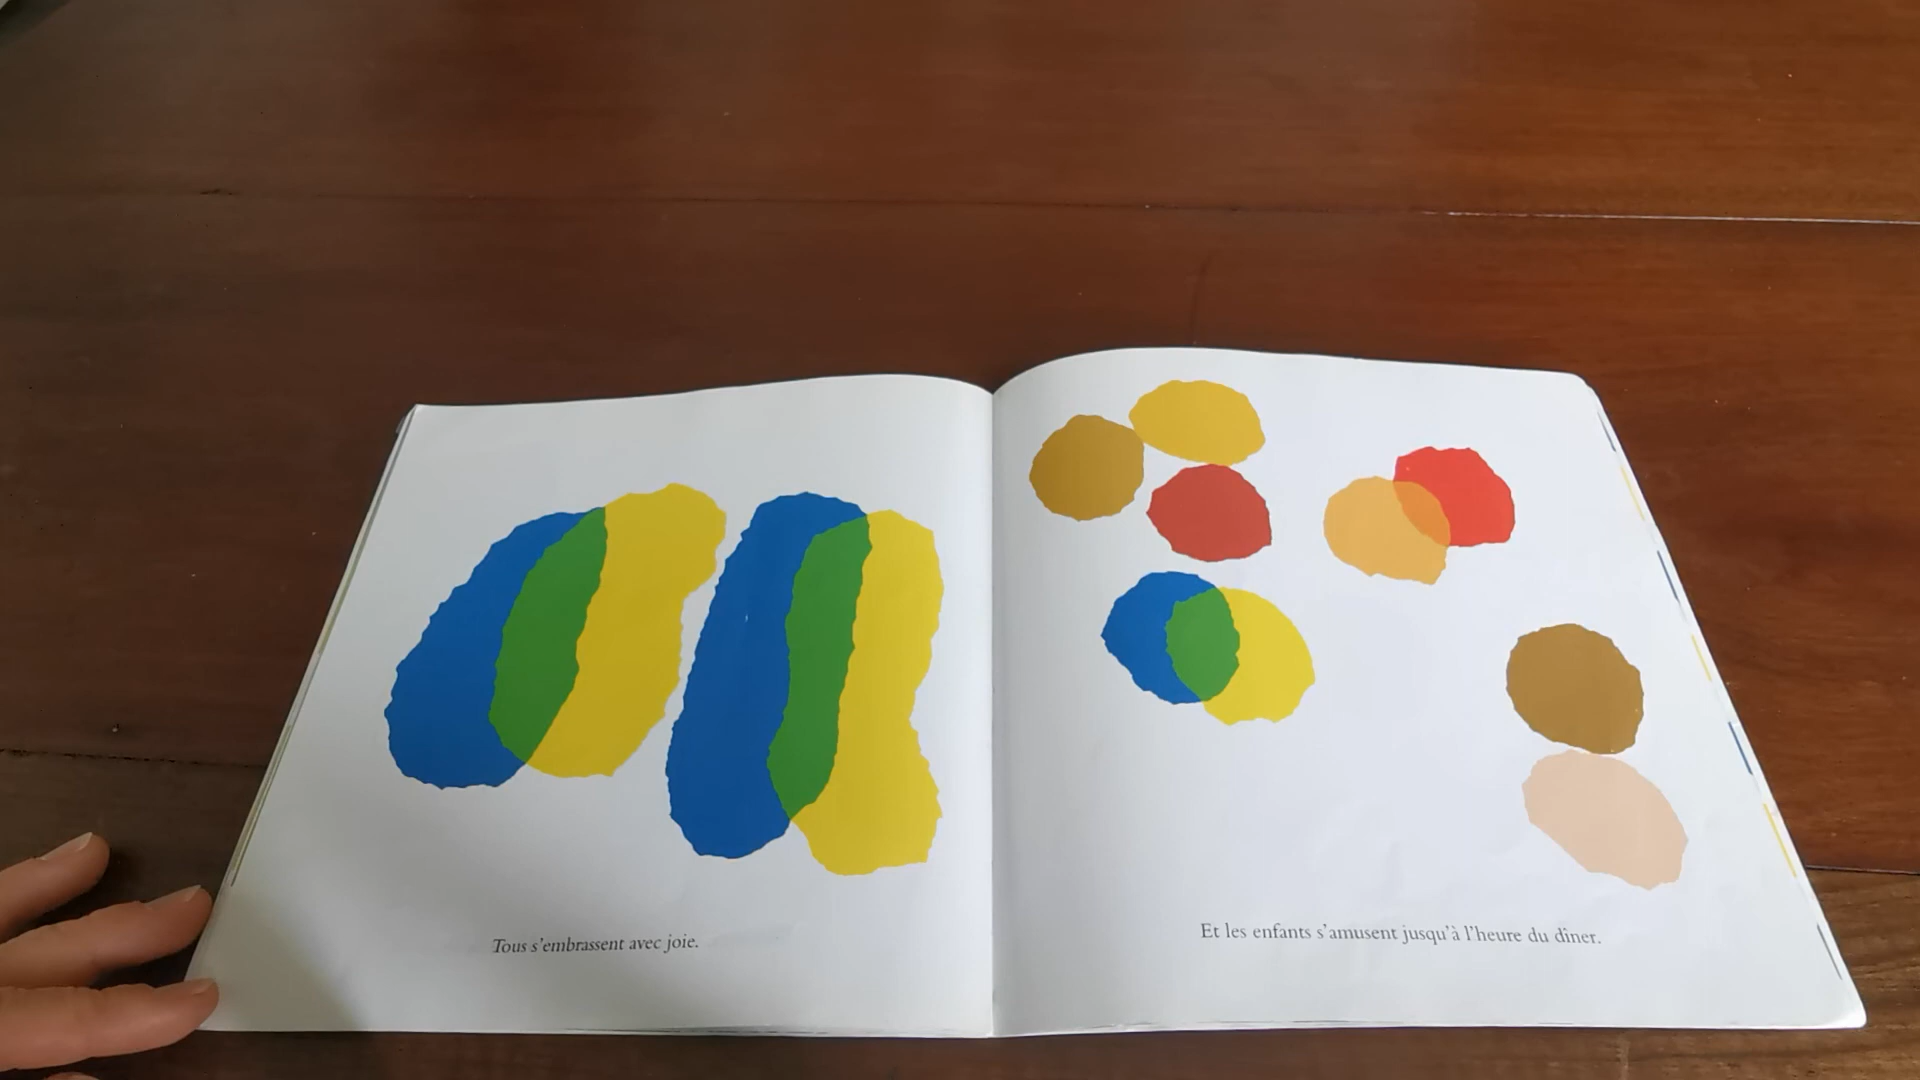 Tous s'embrassent avec joie.
Et les enfants s'amusent jusqu'à l'heure du dîner.